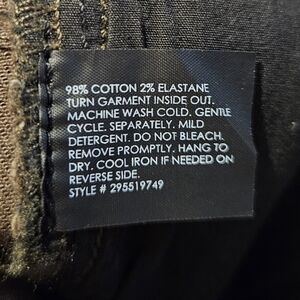 98% COTTON 2% ELASTANE
TURN GARMENT INSIDE OUT.
MACHINE WASH COLD. GENTLE
CYCLE. SEPARATELY. MILD
DETERGENT. DO NOT BLEACH.
REMOVE PROMPTLY. HANG TO
DRY. COOL IRON IF NEEDED ON
REVERSE SIDE.
STYLE # 295519749